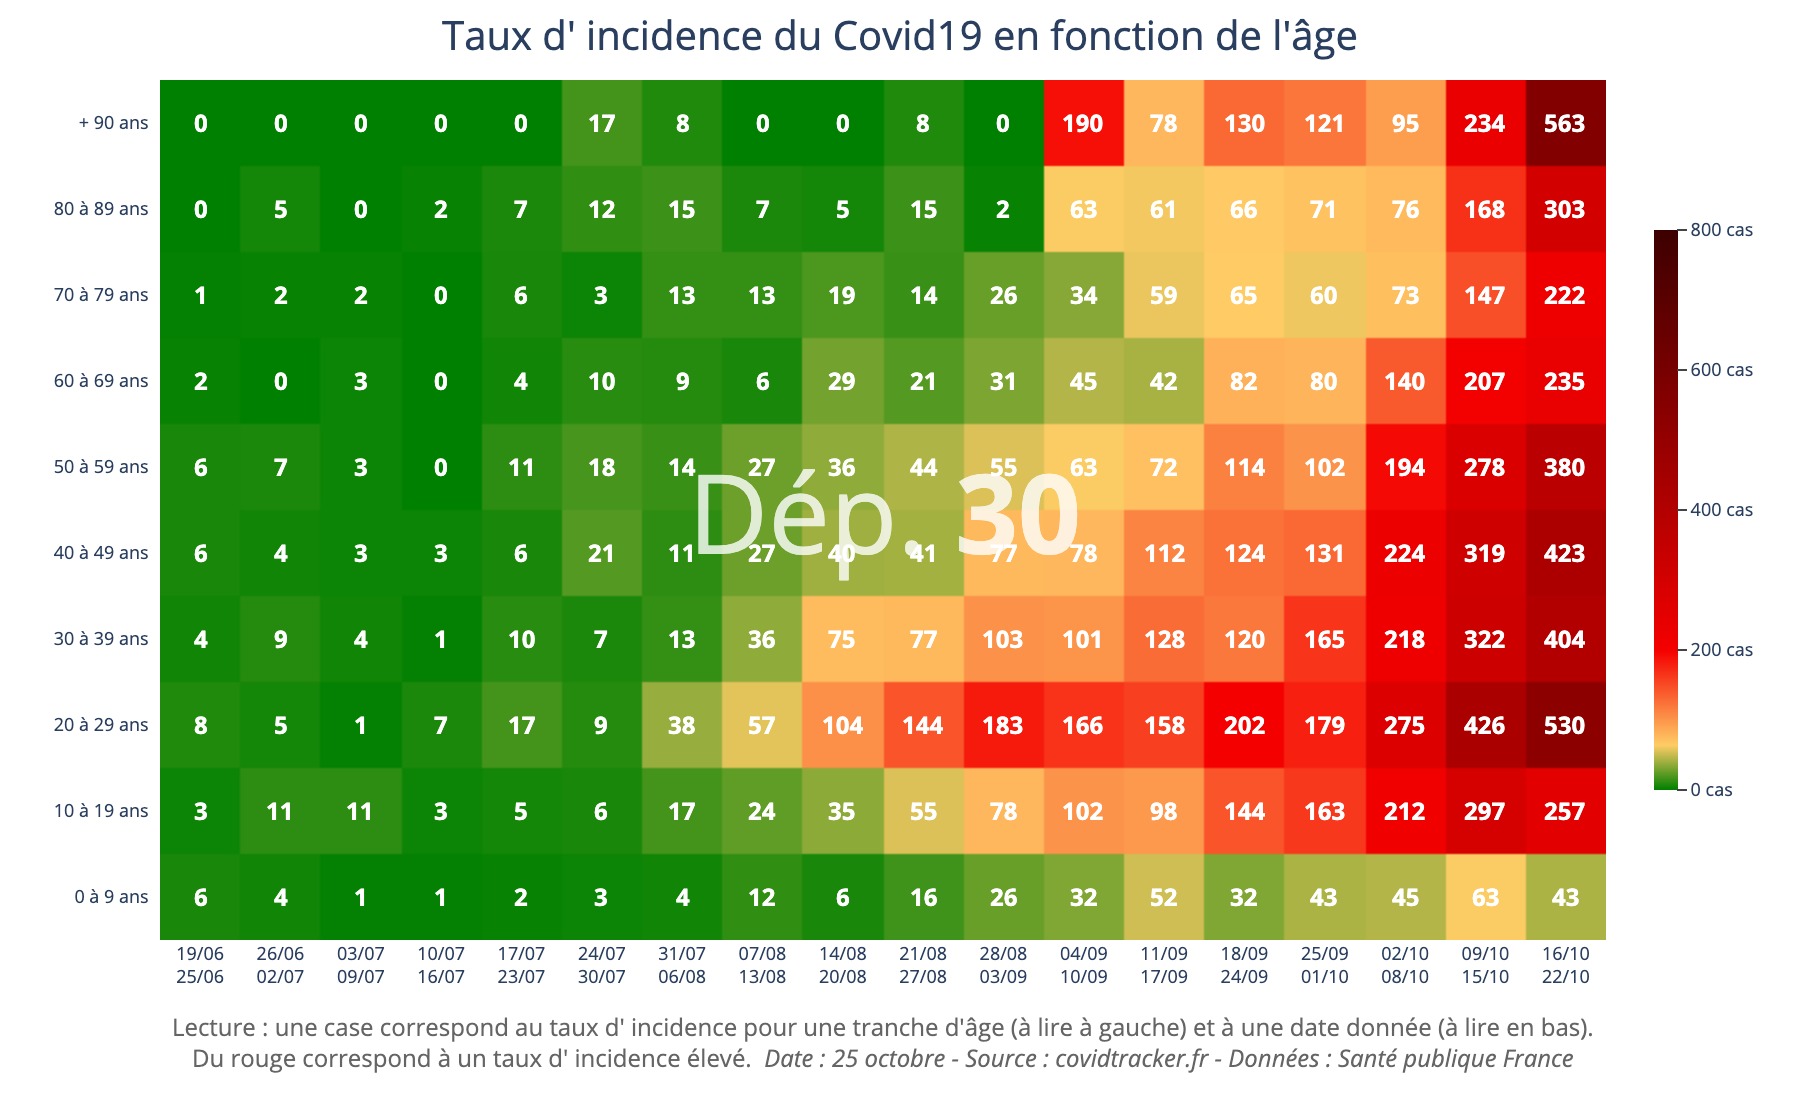 Taux d' incidence du Covid19 en fonction de l'âge
+ 90 ans 0 0 0 0 0 17 8 0 0 8 0 190 78 130 121 95 234 563
80 à 89 ans 0 5 0 2 7 12 15 7 5 15 2 63 61 66 71 76 168 303
70 à 79 ans 1 2 2 0 6 3 13 13 19 14 26 34 59 65 60 73 147 222
60 à 69 ans 2 0 3 0 4 10 9 6 29 21 31 45 42 82 80 140 207 235
50 à 59 ans 6 7 3 0 11 18 14 27 36 44 55 63 72 114 102 194 278 380
Dép. 30
40 à 49 ans 6 4 3 3 6 21 11 27 40 41 77 78 112 124 131 224 319 423
30 à 39 ans 4 9 4 1 10 7 13 36 75 77 103 101 128 120 165 218 322 404
20 à 29 ans 8 5 1 7 17 9 38 57 104 144 183 166 158 202 179 275 426 530
10 à 19 ans 3 11 11 3 5 6 17 24 35 55 78 102 98 144 163 212 297 257
0 à 9 ans 6 4 1 1 2 3 4 12 6 16 26 32 52 32 43 45 63 43
19/06 26/06 03/07 10/07 17/07 24/07 31/07 07/08 14/08 21/08 28/08 04/09 11/09 18/09 25/09 02/10 09/10 16/10
25/06 02/07 09/07 16/07 23/07 30/07 06/08 13/08 20/08 27/08 03/09 10/09 17/09 24/09 01/10 08/10 15/10 22/10
800 cas
600 cas
400 cas
200 cas
0 cas
Lecture : une case correspond au taux d' incidence pour une tranche d'âge (à lire à gauche) et à une date donnée (à lire en bas).
Du rouge correspond à un taux d' incidence élevé. Date : 25 octobre - Source : covidtracker.fr - Données : Santé publique France